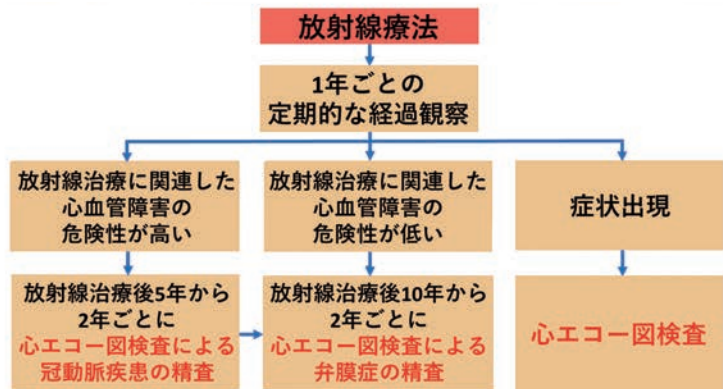 放射線療法
1年ごとの
定期的な経過観察
放射線治療に関連した
心血管障害の
危険性が高い
放射線治療に関連した
心血管障害の
危険性が低い
症状出現
放射線治療後5年から
2年ごとに
心エコー図検査による
冠動脈疾患の精査
放射線治療後10年から
2年ごとに
心エコー図検査による
弁膜症の精査
心エコー図検査